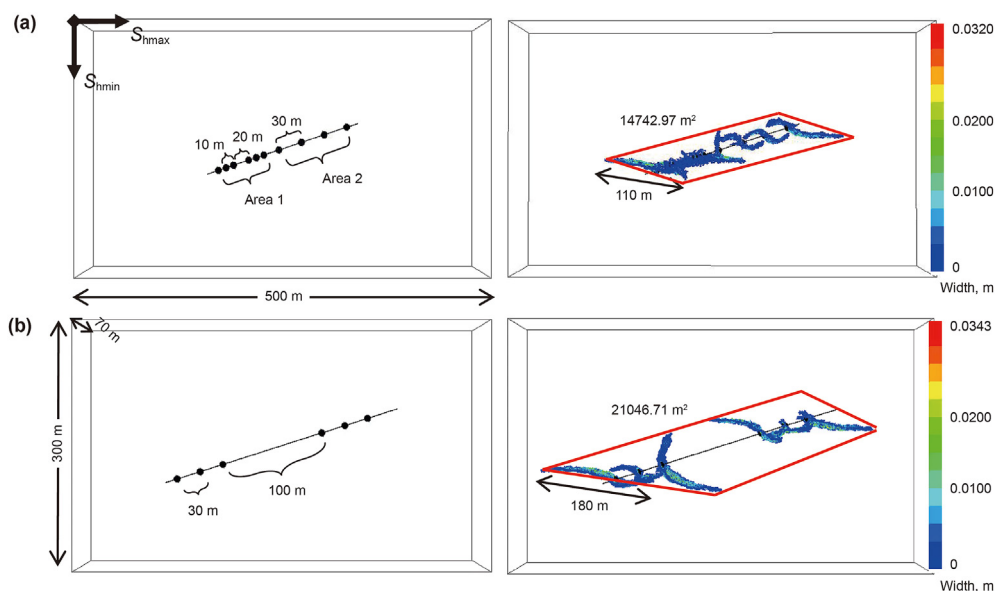 (a)
Shmax
Shmin
10 m
20 m
30 m
Area 1
Area 2
14742.97 m²
110 m
0.0320
0.0200
0.0100
0
Width, m
500 m
(b)
70 m
300 m
30 m
100 m
21046.71 m²
180 m
0.0343
0.0200
0.0100
0
Width, m